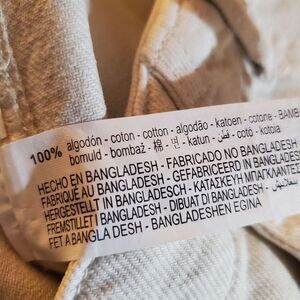 100% algodón - coton - cotton - algodão - katoen - cotone - BAMB
bomuld - bombaž - 棉 - 면 - katun - قطن - cotó - kotoia
HECHO EN BANGLADESH - FABRICADO NO BANGLADESH
FABRIQUÉ AU BANGLADESH - GEFABRICEERD IN BANGLADES
HERGESTELLT IN BANGLADESCH - ΚΑΤΑΣΚΕΥΗ ΜΠΑΓΚΛΑΝΤΕΣ
FREMSTILLET I BANGLADESH - DIBUAT DI BANGLADESH -
FET A BANGLA DESH - BANGLADESHEN EGINA